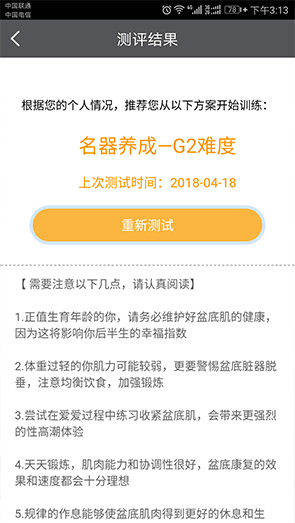 中国联通
中国电信
4G 2G 78 下午3:13
测评结果
根据您的个人情况，推荐您从以下方案开始训练：
名器养成—G2难度
上次测试时间：2018-04-18
重新测试
【 需要注意以下几点，请认真阅读】
1.正值生育年龄的你，请务必维护好盆底肌的健康，
因为这将影响你后半生的幸福指数
2.体重过轻的你肌力可能较弱，更要警惕盆底脏器脱
垂，注意均衡饮食，加强锻炼
3.尝试在爱爱过程中练习收紧盆底肌，会带来更强烈
的性高潮体验
4.天天锻炼，肌肉能力和协调性很好，盆底康复的效
果和速度都会十分理想
5.规律的作息能够使盆底肌肉得到更好的休息和生